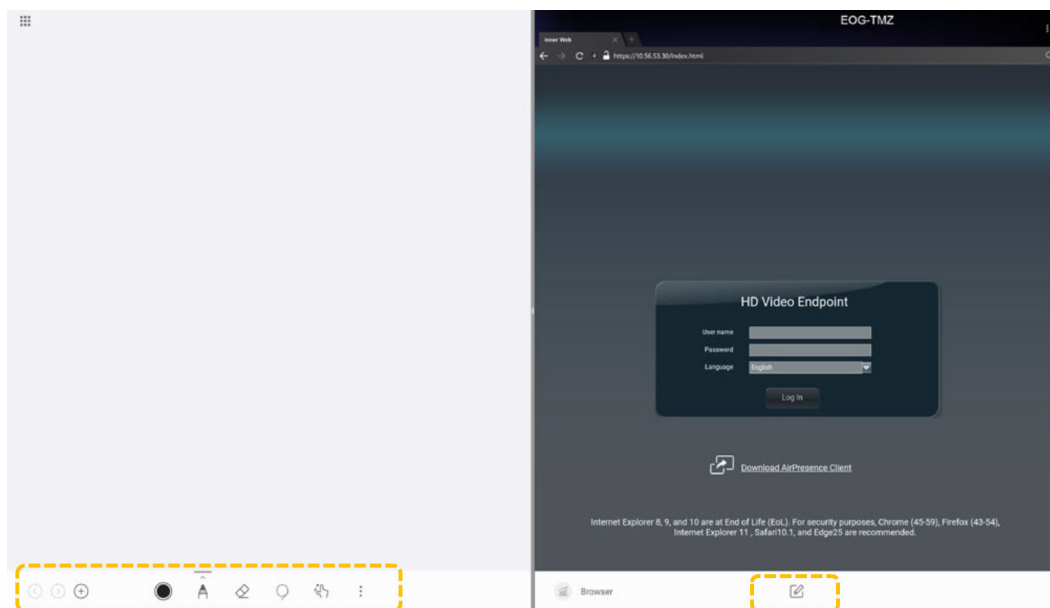 EOG-TMZ
Inner Web
https://10.56.53.30/index.html
HD Video Endpoint
User name
Password
Language English
Log In
Download AirPresence Client
Internet Explorer 8, 9, and 10 are at End of Life (EoL). For security purposes, Chrome (45-59), Firefox (43-54),
Internet Explorer 11 , Safari10.1, and Edge25 are recommended.
Browser